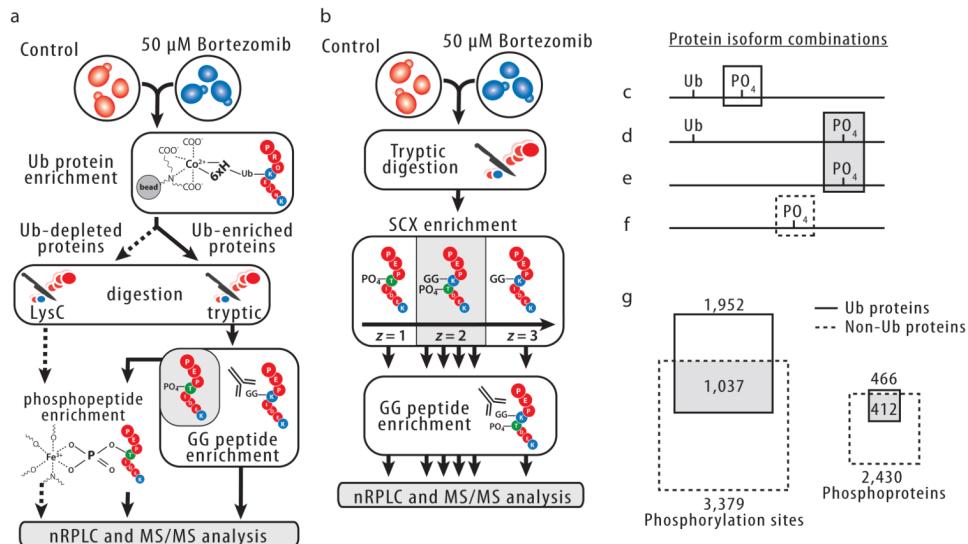 a
Control
50 µM Bortezomib
Ub protein
enrichment
COO⁻
COO⁻
COO⁻
Co²⁺
N
bead
6xH
Ub
P
R
O
K
Ub-depleted
proteins
Ub-enriched
proteins
digestion
LysC
tryptic
phosphopeptide
enrichment
PO₄
T
P
E
P
T
I
D
E
K
GG
K
GG peptide
enrichment
Fe³⁺
O
O
O
N
O
P
O
O
nRPLC and MS/MS analysis
b
Control
50 µM Bortezomib
Tryptic
digestion
SCX enrichment
PO₄
GG
PO₄
GG
z = 1
z = 2
z = 3
GG peptide
enrichment
GG
PO₄
nRPLC and MS/MS analysis
Protein isoform combinations
c
Ub
PO₄
d
Ub
PO₄
e
PO₄
f
PO₄
g
Ub proteins
Non-Ub proteins
1,952
1,037
3,379
Phosphorylation sites
466
412
2,430
Phosphoproteins